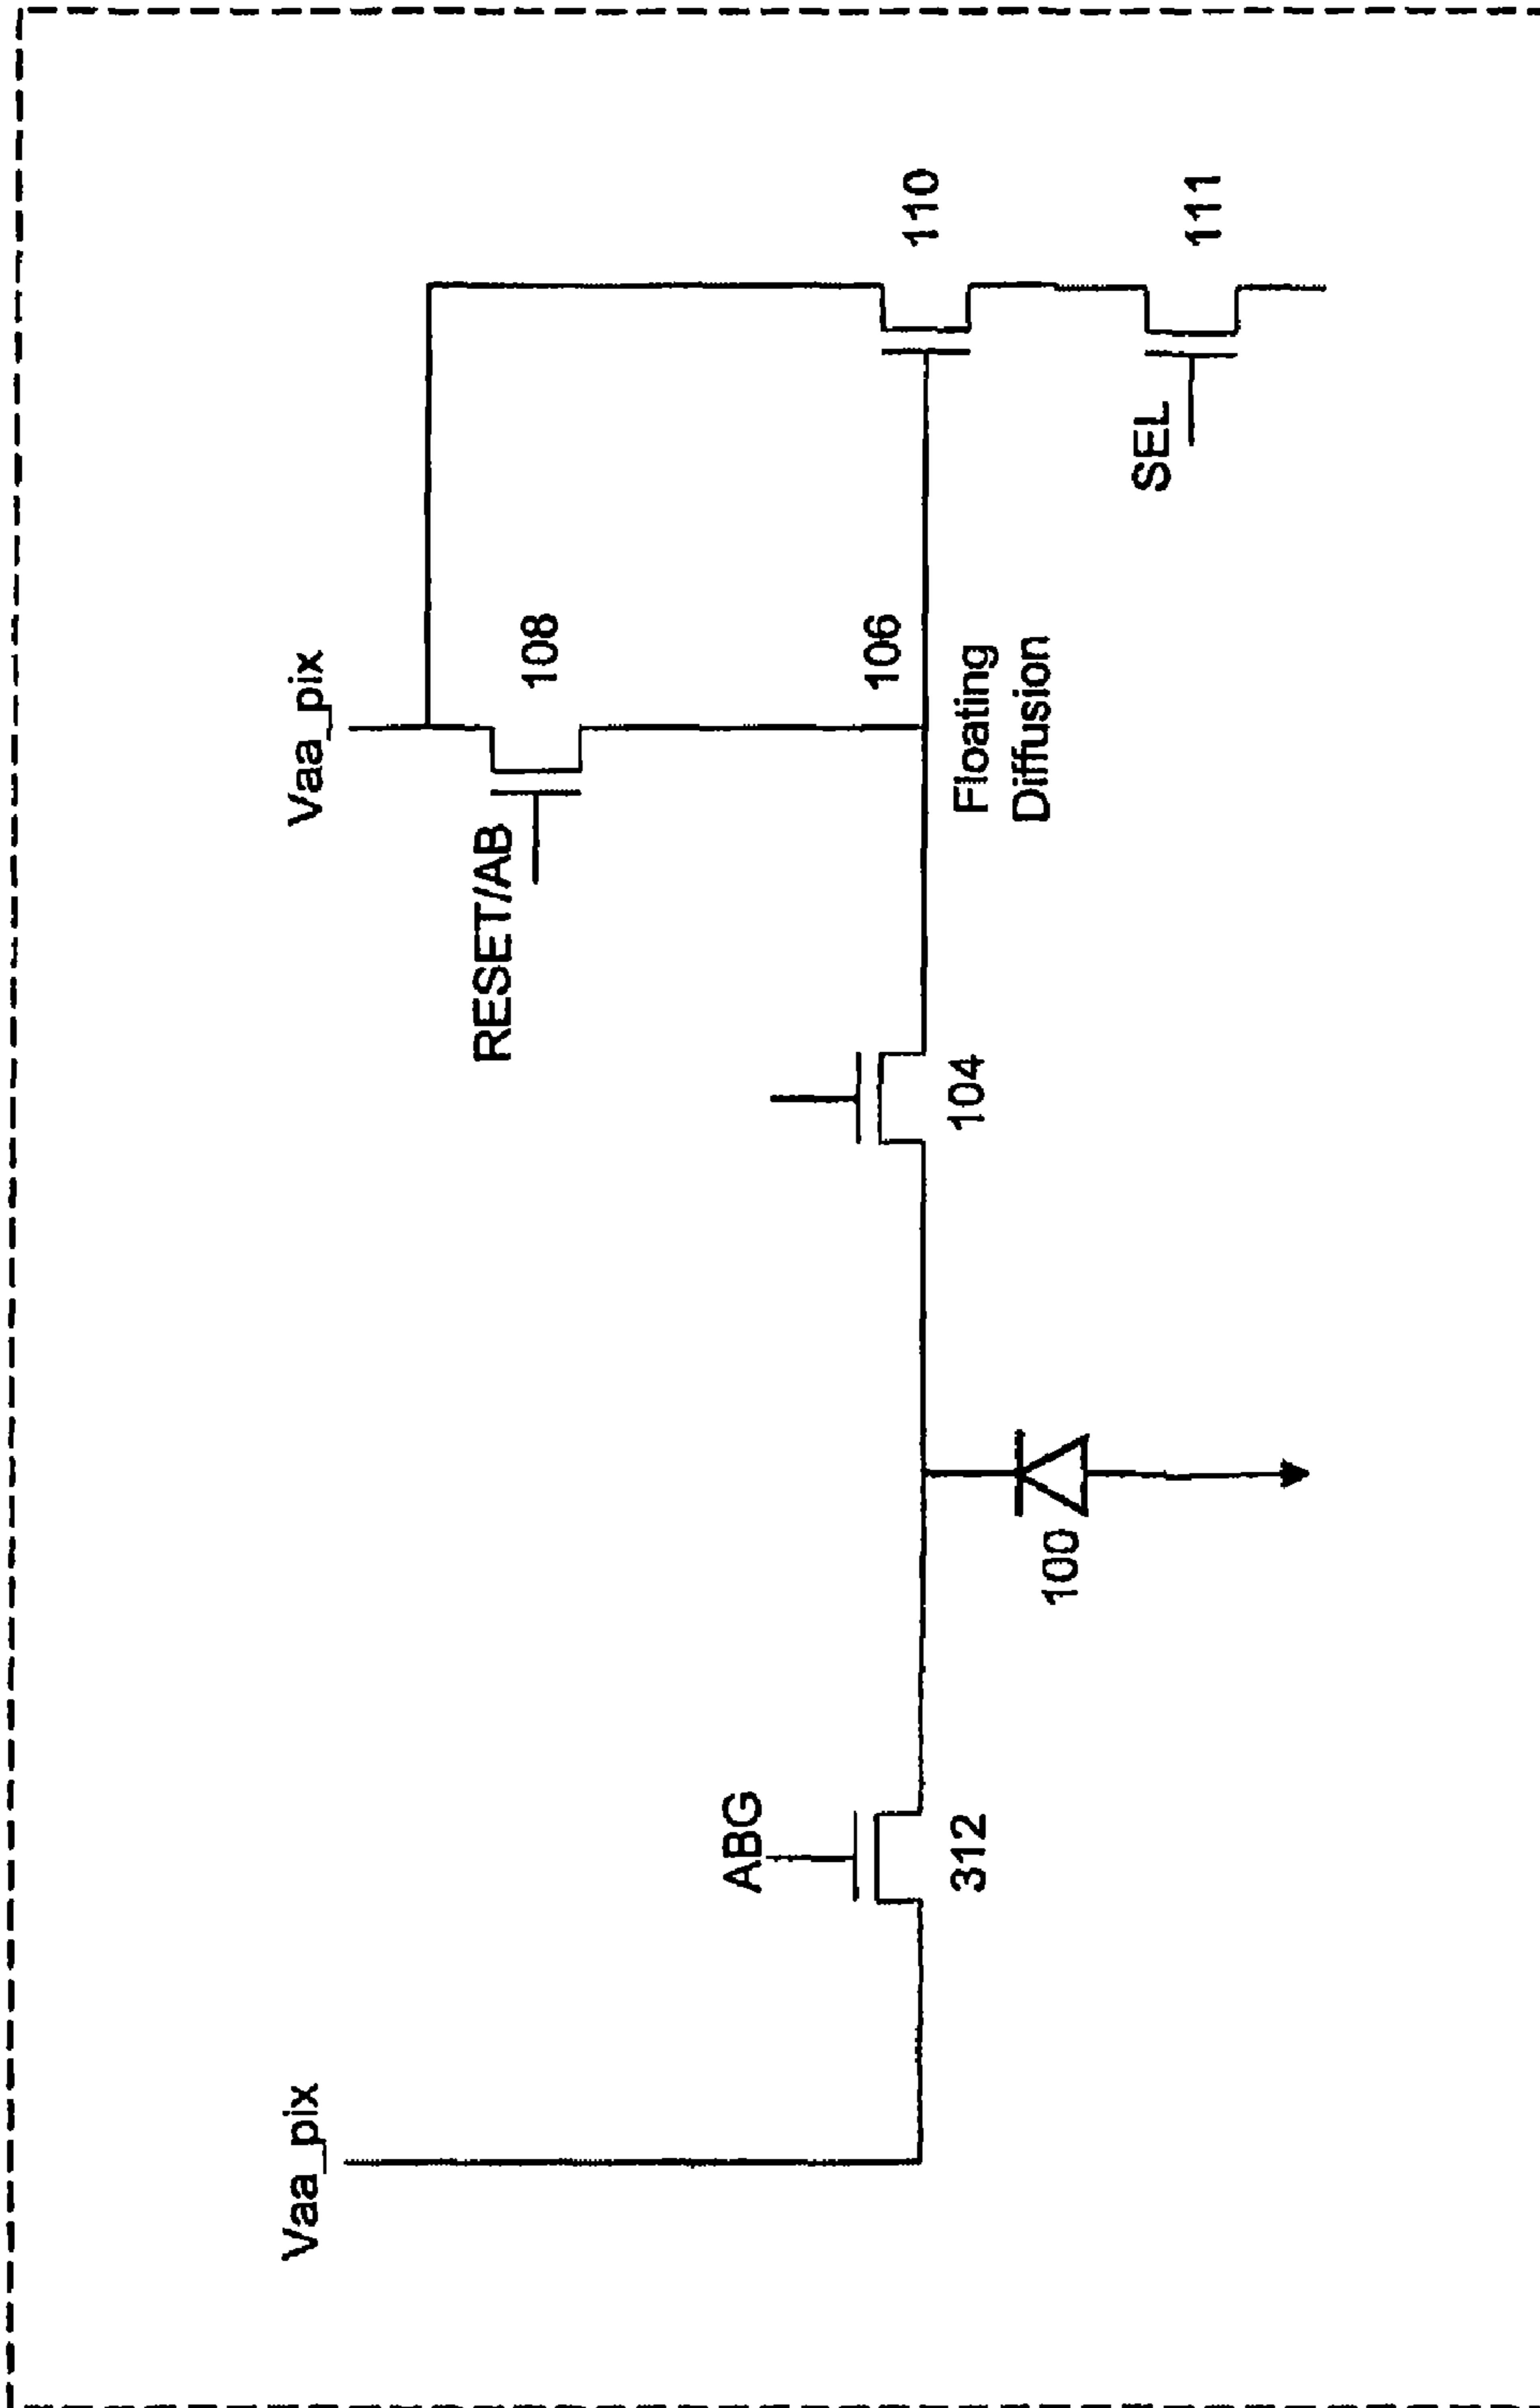 Vaa_pix
Vaa_pix
RESET/AB
108
110
ABG
312
104
106
Floating
Diffusion
100
SEL
111